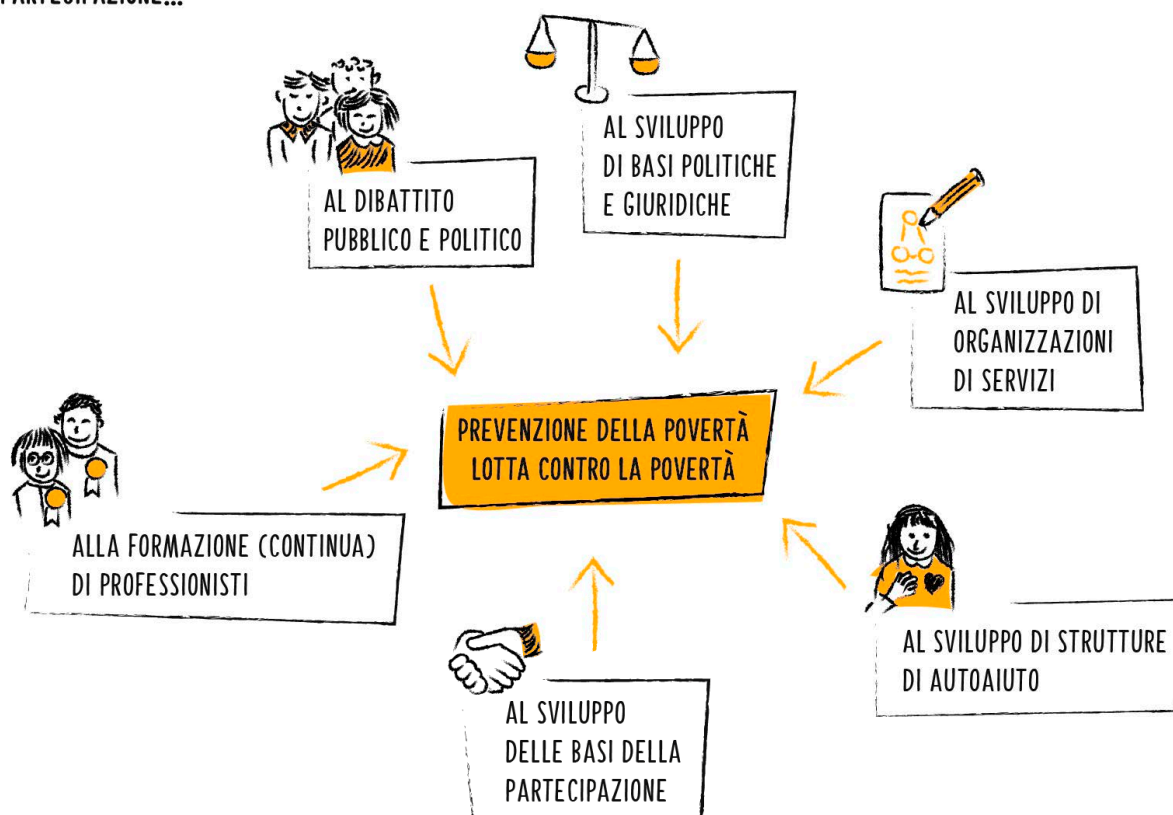 PARTECIPAZIONE...
AL DIBATTITO
PUBBLICO E POLITICO
AL SVILUPPO
DI BASI POLITICHE
E GIURIDICHE
AL SVILUPPO DI
ORGANIZZAZIONI
DI SERVIZI
PREVENZIONE DELLA POVERTÀ
LOTTA CONTRO LA POVERTÀ
ALLA FORMAZIONE (CONTINUA)
DI PROFESSIONISTI
AL SVILUPPO DI STRUTTURE
DI AUTOAIUTO
AL SVILUPPO
DELLE BASI DELLA
PARTECIPAZIONE